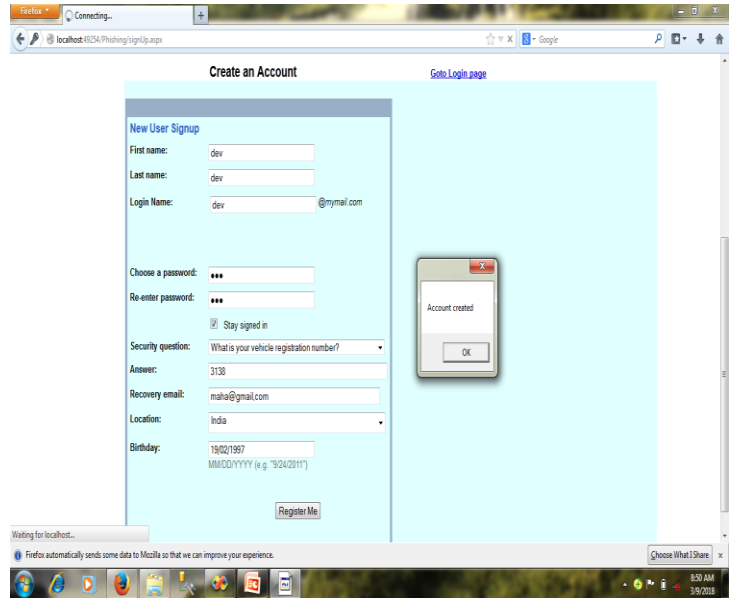 Firefox
Connecting...
+
localhost:49254/Phishing/signUp.aspx
Google
Create an Account
Goto Login page
New User Signup
First name:
dev
Last name:
dev
Login Name:
dev
@mymail.com
Choose a password:
•••
Re-enter password:
•••
Stay signed in
Security question:
What is your vehicle registration number?
Answer:
3138
Recovery email:
maha@gmail,com
Location:
India
Birthday:
19/02/1997
MM/DD/YYYY (e.g. "9/24/2011")
Register Me
Account created
OK
Waiting for localhost...
Firefox automatically sends some data to Mozilla so that we can improve your experience.
Choose What I Share
x
8:50 AM
3/9/2018